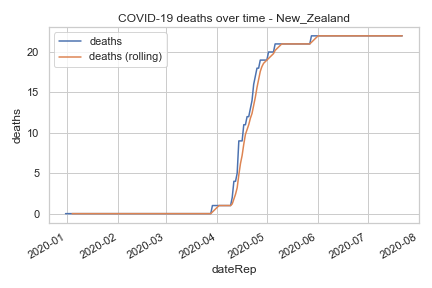 COVID-19 deaths over time - New_Zealand
deaths
deaths (rolling)
deaths
20
15
10
5
0
2020-01
2020-02
2020-03
2020-04
2020-05
2020-06
2020-07
2020-08
dateRep